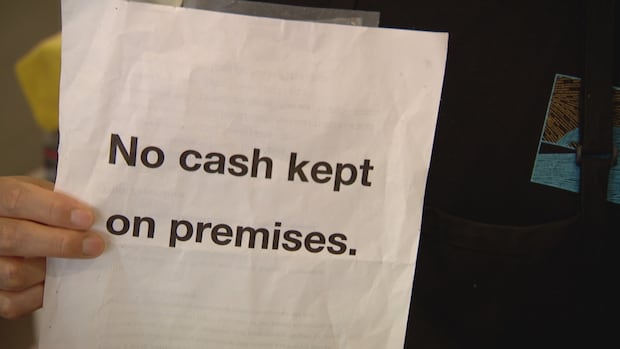 No cash kept
on premises.